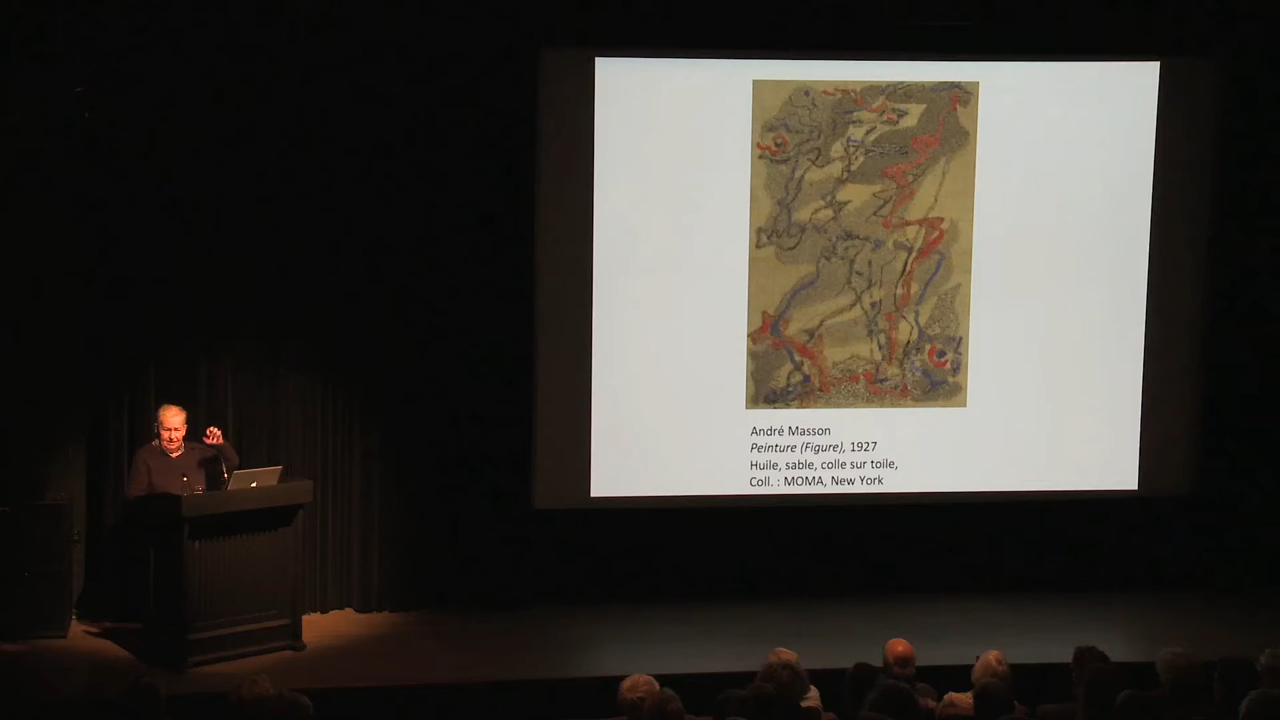 André Masson
Peinture (Figure), 1927
Huile, sable, colle sur toile,
Coll. : MOMA, New York